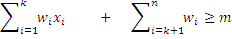 ∑_{i=1}^{k} w_i x_i + ∑_{i=k+1}^{n} w_i ≥ m